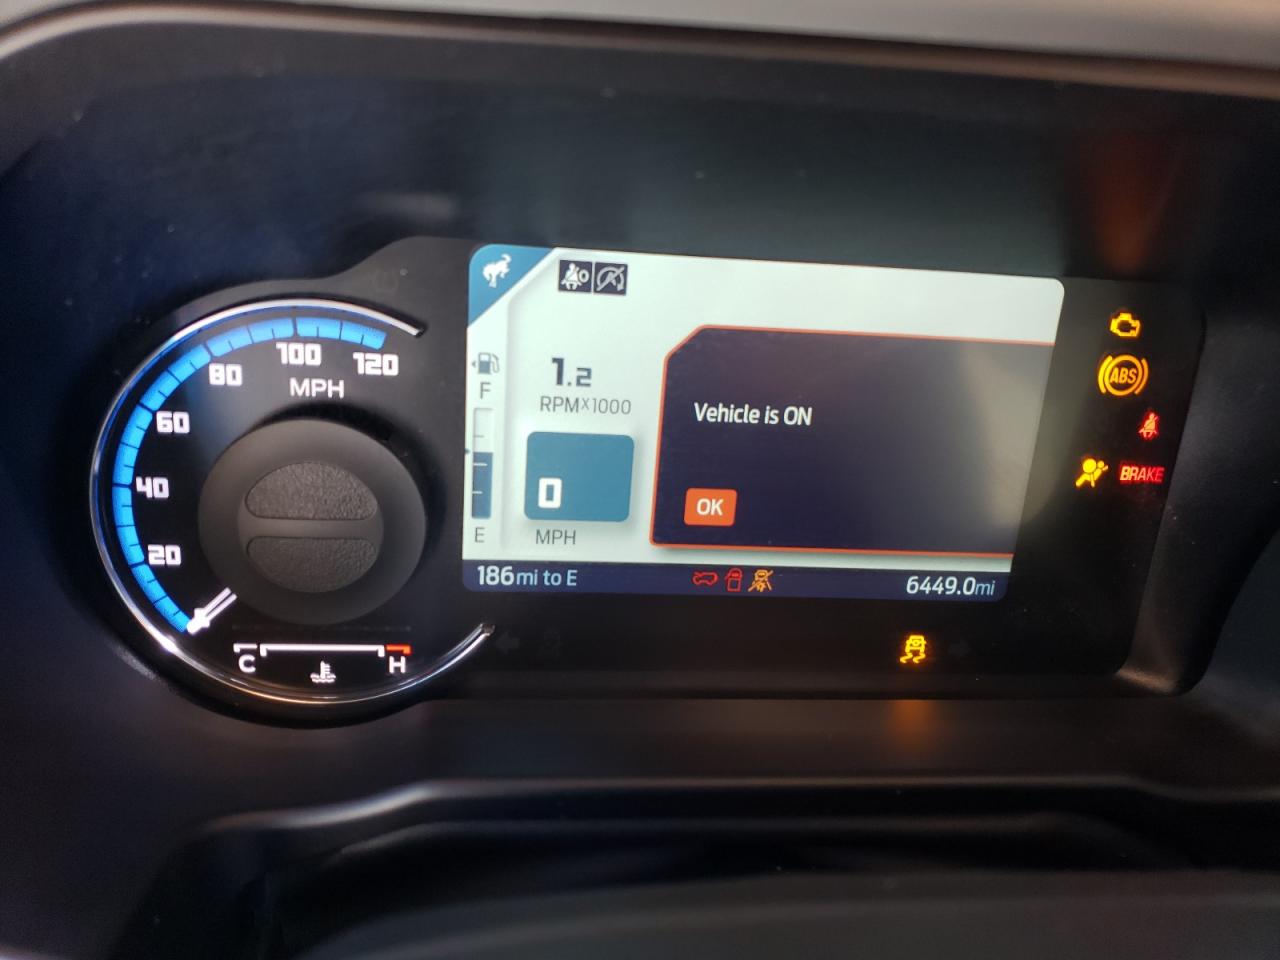 120
100
80
MPH
60
40
20
C
H
F
E
1.2
RPMx1000
0
MPH
Vehicle is ON
OK
186mi to E
6449.0mi
ABS
BRAKE